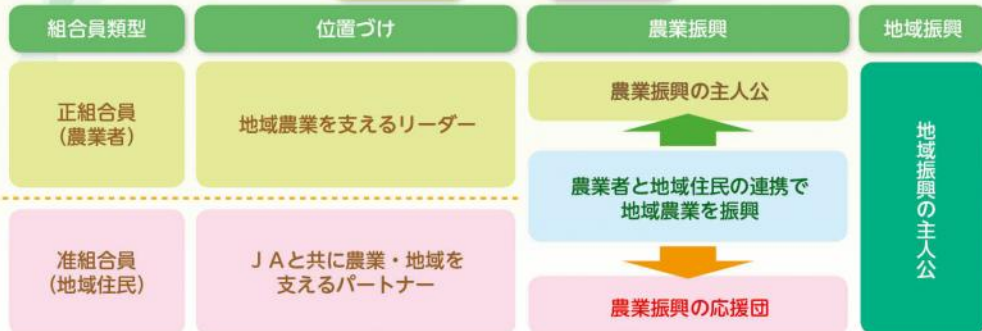 組合員類型
位置づけ
農業振興
地域振興
正組合員
(農業者)
地域農業を支えるリーダー
農業振興の主人公
農業者と地域住民の連携で
地域農業を振興
准組合員
(地域住民)
ＪＡと共に農業・地域を
支えるパートナー
農業振興の応援団
地域振興の主人公